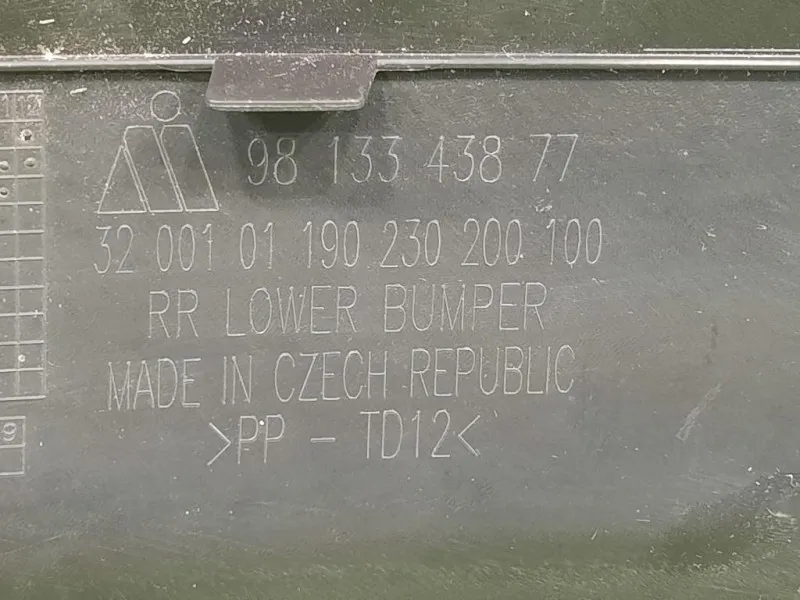 98 133 438 77
32 001 01 190 230 200 100
RR LOWER BUMPER
MADE IN CZECH REPUBLIC
>PP - TD12<
9